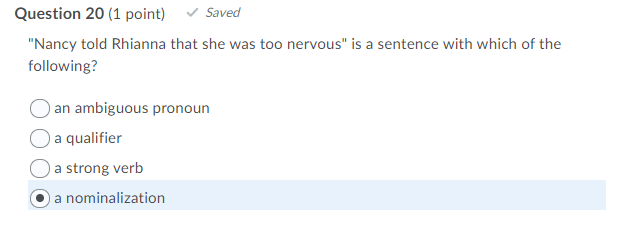 Question 20 (1 point) ✓ Saved
"Nancy told Rhianna that she was too nervous" is a sentence with which of the
following?
an ambiguous pronoun
a qualifier
a strong verb
a nominalization